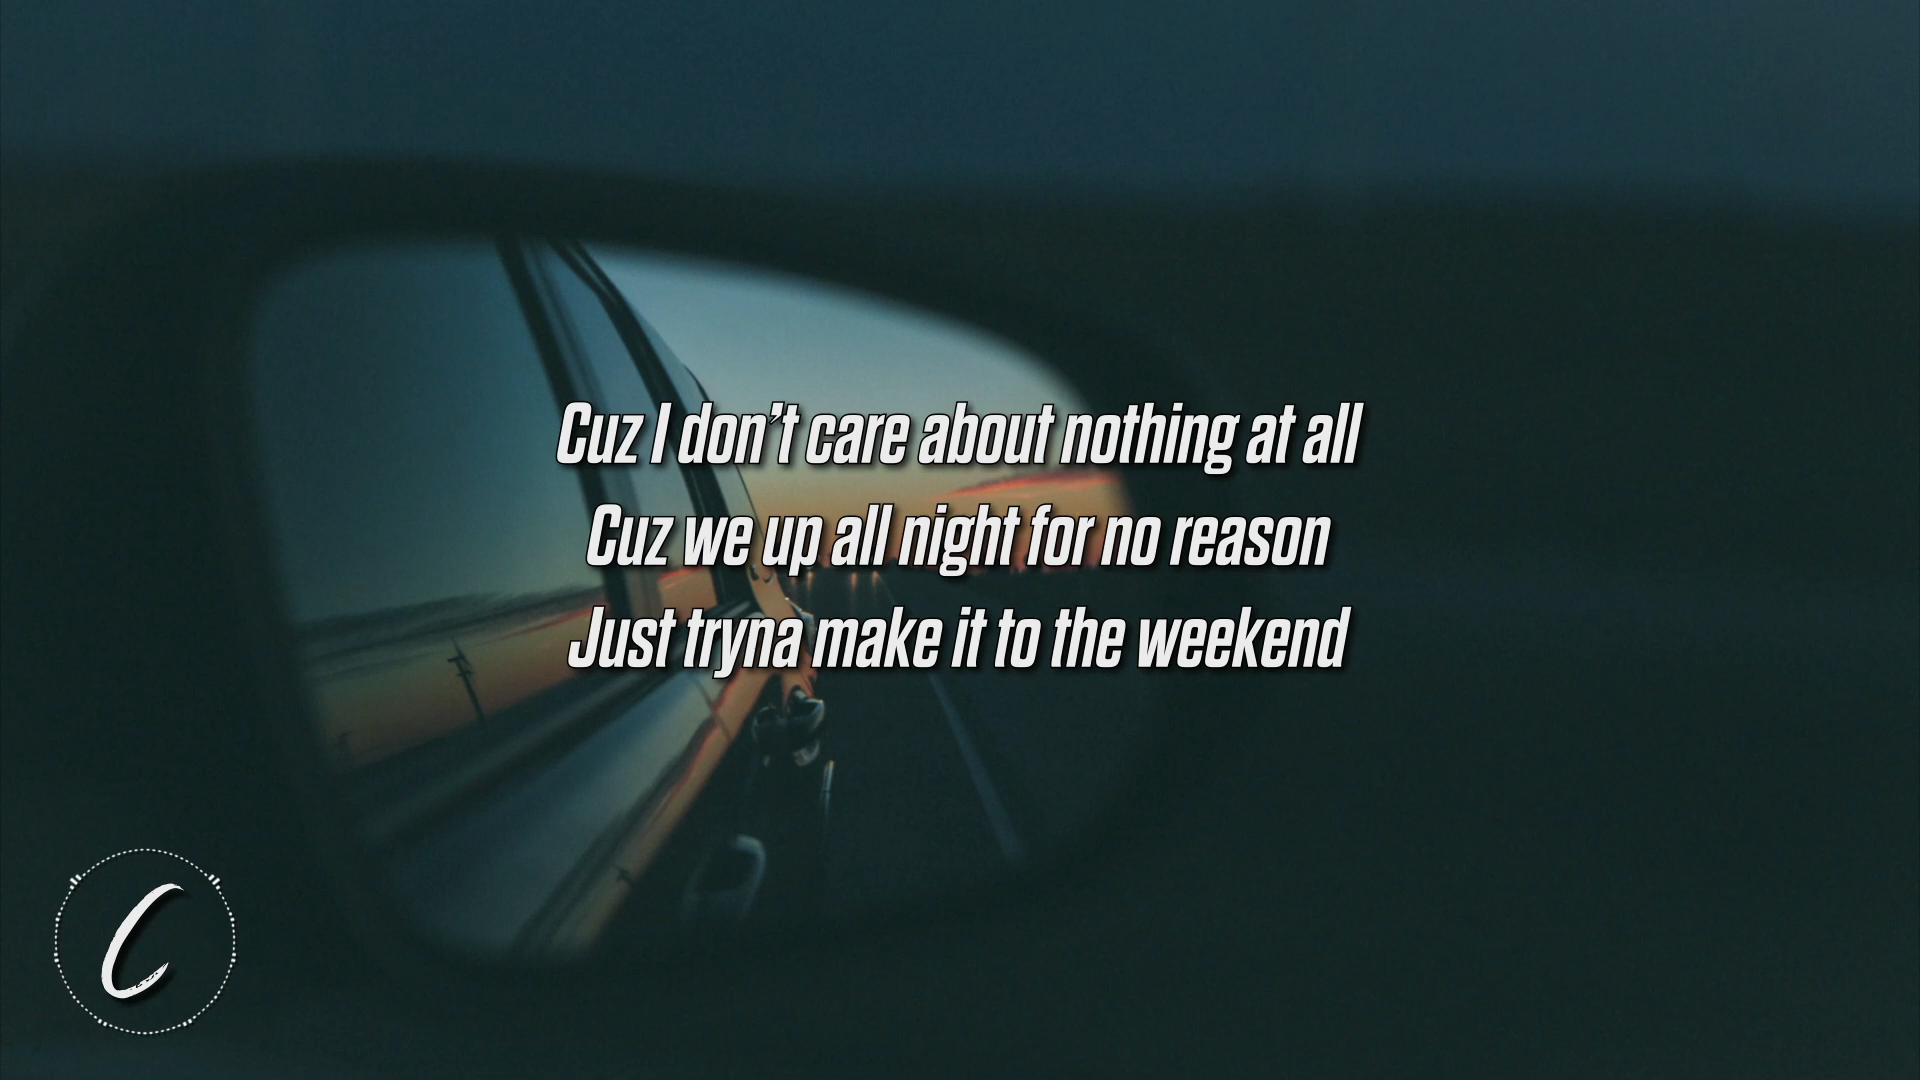 Cuz I don't care about nothing at all
Cuz we up all night for no reason
Just tryna make it to the weekend
C